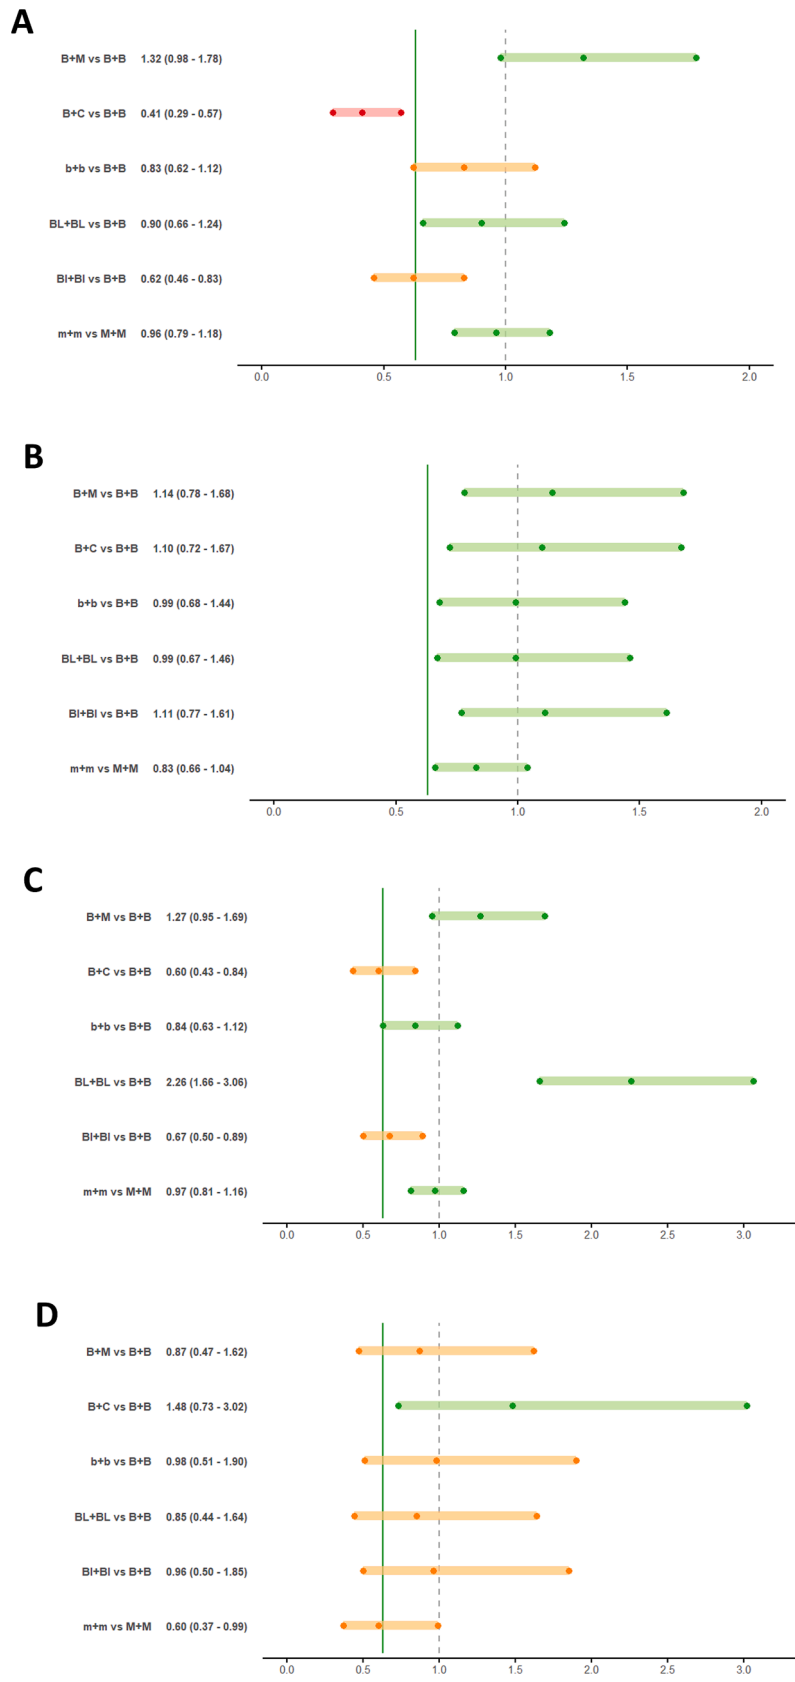 A
B+M vs B+B 1.32 (0.98 - 1.78)
B+C vs B+B 0.41 (0.29 - 0.57)
b+b vs B+B 0.83 (0.62 - 1.12)
BL+BL vs B+B 0.90 (0.66 - 1.24)
Bl+Bl vs B+B 0.62 (0.46 - 0.83)
m+m vs M+M 0.96 (0.79 - 1.18)
0.0 0.5 1.0 1.5 2.0
B
B+M vs B+B 1.14 (0.78 - 1.68)
B+C vs B+B 1.10 (0.72 - 1.67)
b+b vs B+B 0.99 (0.68 - 1.44)
BL+BL vs B+B 0.99 (0.67 - 1.46)
Bl+Bl vs B+B 1.11 (0.77 - 1.61)
m+m vs M+M 0.83 (0.66 - 1.04)
0.0 0.5 1.0 1.5 2.0
C
B+M vs B+B 1.27 (0.95 - 1.69)
B+C vs B+B 0.60 (0.43 - 0.84)
b+b vs B+B 0.84 (0.63 - 1.12)
BL+BL vs B+B 2.26 (1.66 - 3.06)
Bl+Bl vs B+B 0.67 (0.50 - 0.89)
m+m vs M+M 0.97 (0.81 - 1.16)
0.0 0.5 1.0 1.5 2.0 2.5 3.0
D
B+M vs B+B 0.87 (0.47 - 1.62)
B+C vs B+B 1.48 (0.73 - 3.02)
b+b vs B+B 0.98 (0.51 - 1.90)
BL+BL vs B+B 0.85 (0.44 - 1.64)
Bl+Bl vs B+B 0.96 (0.50 - 1.85)
m+m vs M+M 0.60 (0.37 - 0.99)
0.0 0.5 1.0 1.5 2.0 2.5 3.0